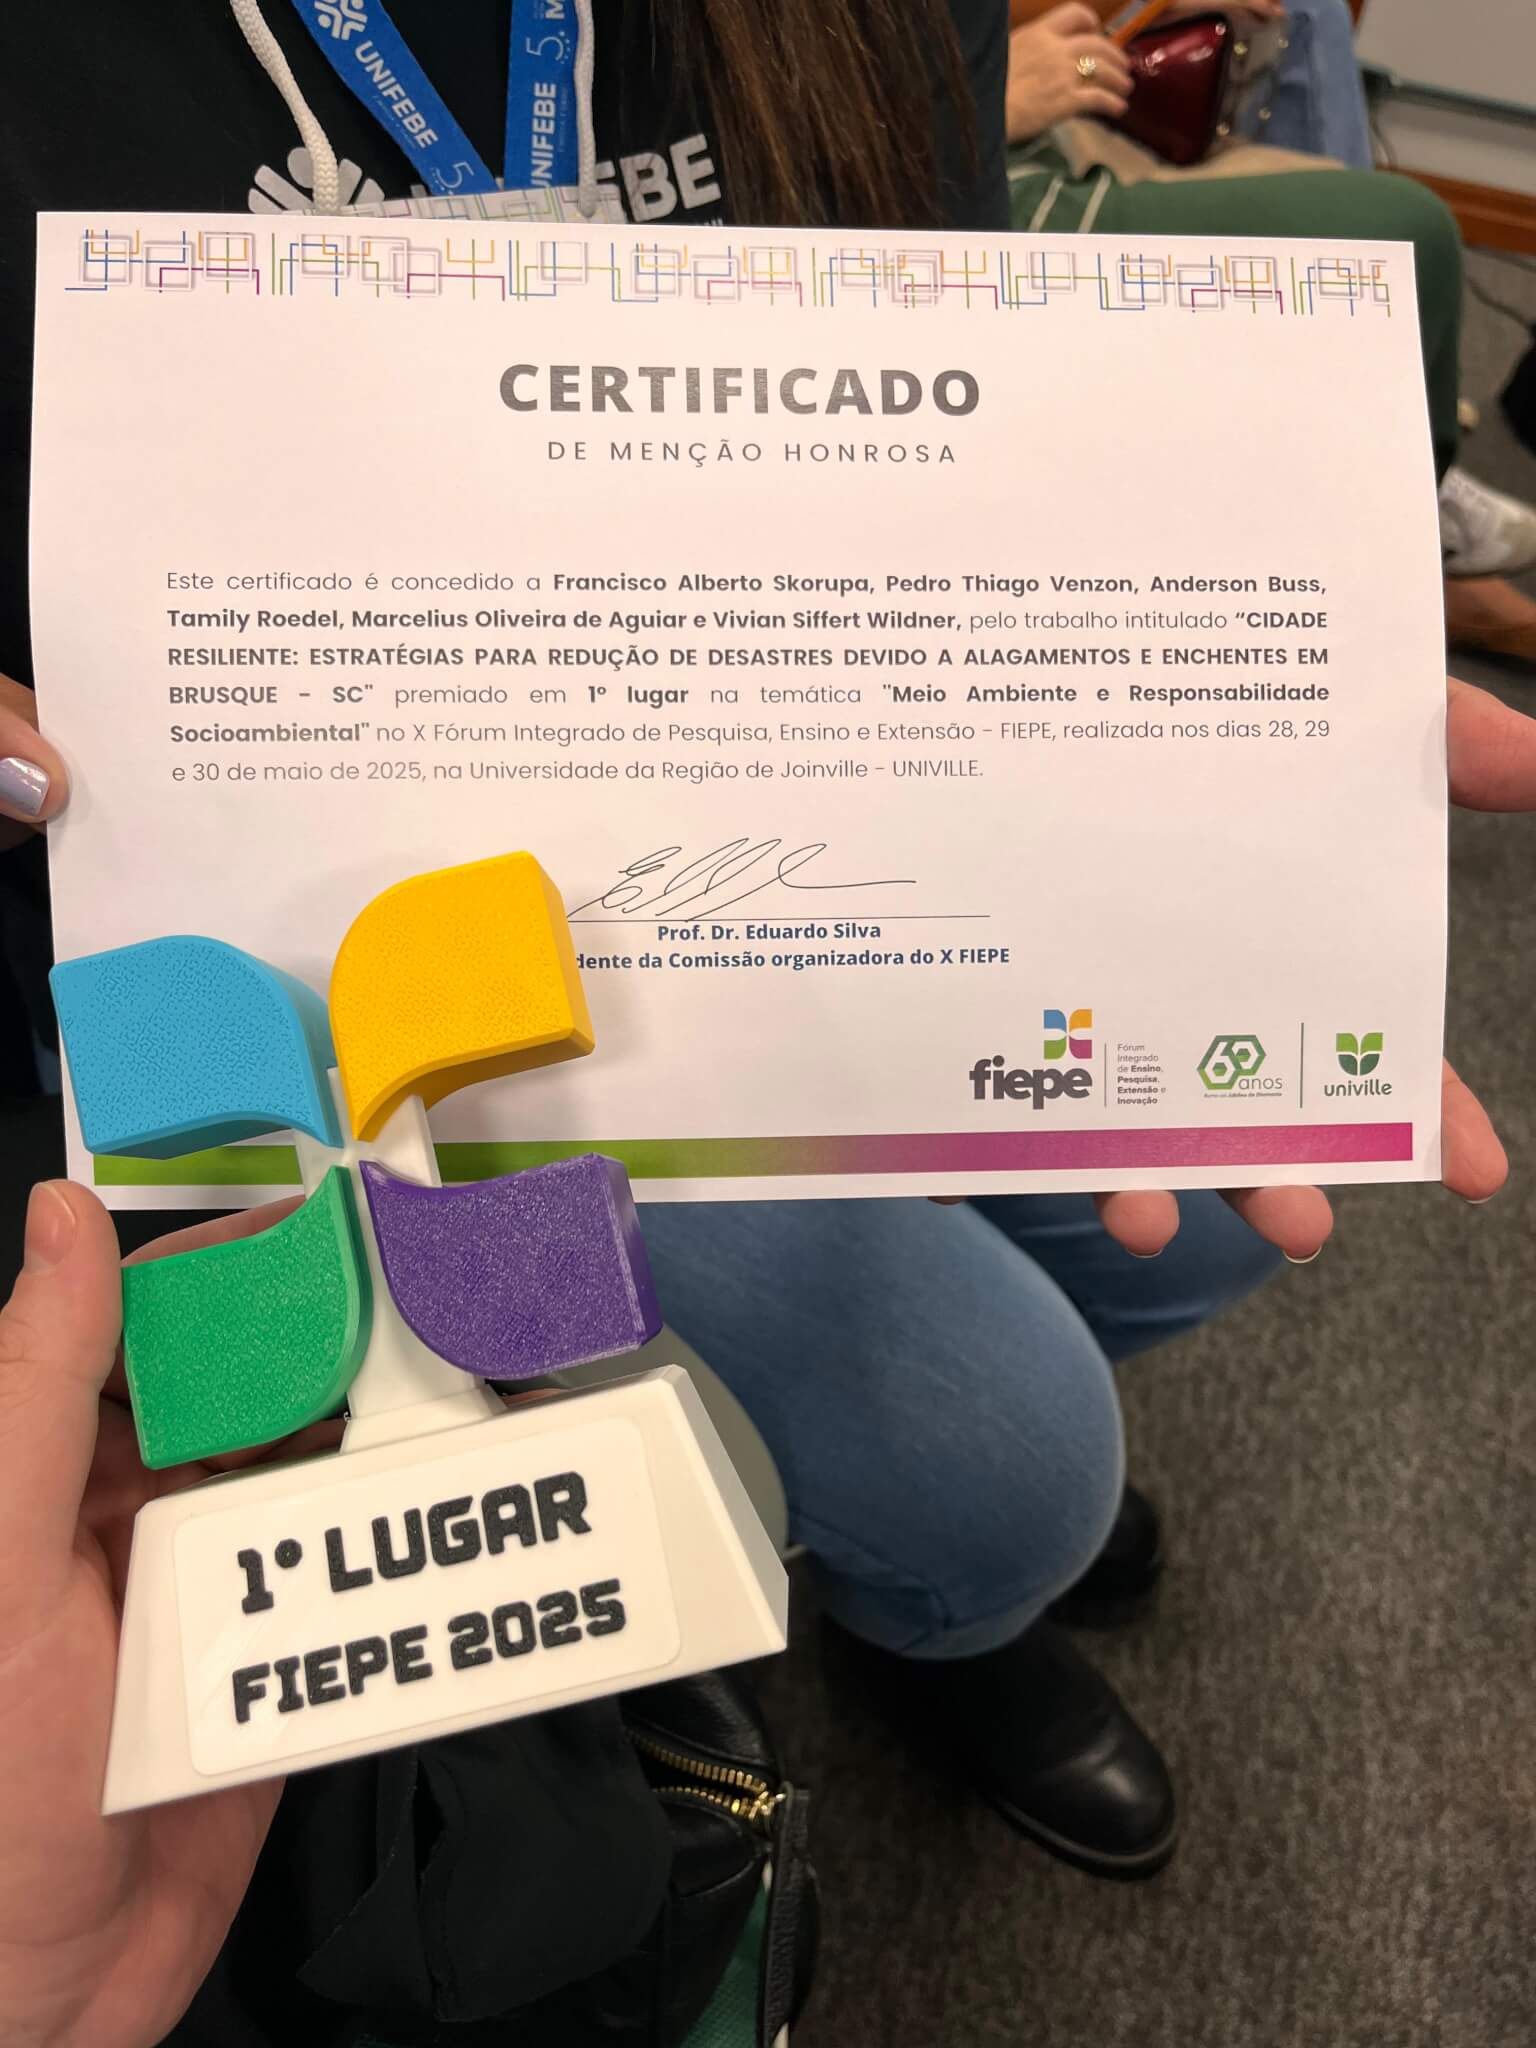 UNIFEBE
5
UNIFEBE 5
EBE
CERTIFICADO
DE MENÇÃO HONROSA
Este certificado é concedido a Francisco Alberto Skorupa, Pedro Thiago Venzon, Anderson Buss,
Tamily Roedel, Marcelius Oliveira de Aguiar e Vivian Siffert Wildner, pelo trabalho intitulado “CIDADE
RESILIENTE: ESTRATÉGIAS PARA REDUÇÃO DE DESASTRES DEVIDO A ALAGAMENTOS E ENCHENTES EM
BRUSQUE - SC" premiado em 1º lugar na temática "Meio Ambiente e Responsabilidade
Socioambiental" no X Fórum Integrado de Pesquisa, Ensino e Extensão - FIEPE, realizada nos dias 28, 29
e 30 de maio de 2025, na Universidade da Região de Joinville - UNIVILLE.
Prof. Dr. Eduardo Silva
dente da Comissão organizadora do X FIEPE
fiepe
Fórum
Integrado
de Ensino,
Pesquisa,
Extensão e
Inovação
60 anos
univille
1º LUGAR
FIEPE 2025